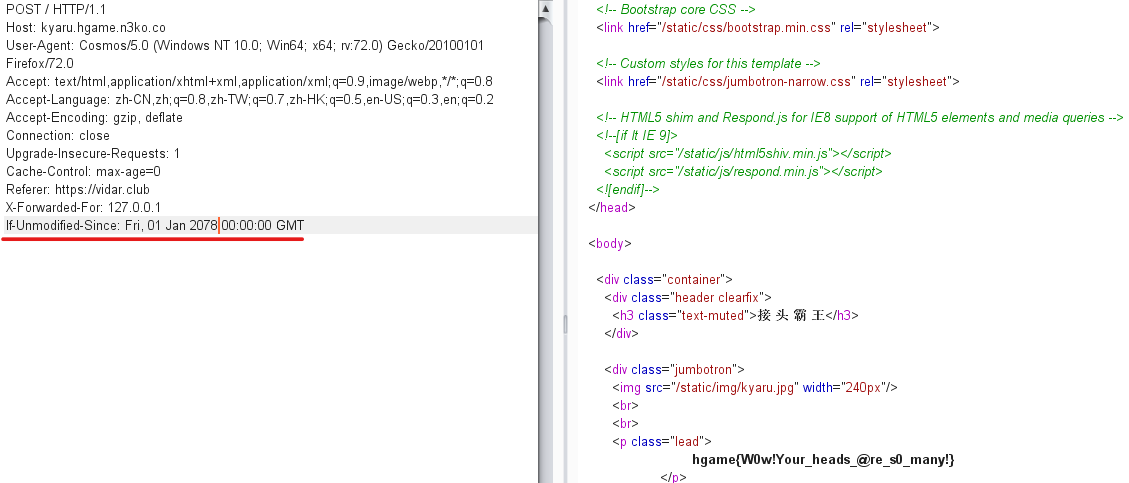 POST / HTTP/1.1
Host: kyaru.hgame.n3ko.co
User-Agent: Cosmos/5.0 (Windows NT 10.0; Win64; x64; rv:72.0) Gecko/20100101
Firefox/72.0
Accept: text/html,application/xhtml+xml,application/xml;q=0.9,image/webp,*/*;q=0.8
Accept-Language: zh-CN,zh;q=0.8,zh-TW;q=0.7,zh-HK;q=0.5,en-US;q=0.3,en;q=0.2
Accept-Encoding: gzip, deflate
Connection: close
Upgrade-Insecure-Requests: 1
Cache-Control: max-age=0
Referer: https://vidar.club
X-Forwarded-For: 127.0.0.1
If-Unmodified-Since: Fri, 01 Jan 2078 00:00:00 GMT
<!-- Bootstrap core CSS -->
<link href="/static/css/bootstrap.min.css" rel="stylesheet">
<!-- Custom styles for this template -->
<link href="/static/css/jumbotron-narrow.css" rel="stylesheet">
<!-- HTML5 shim and Respond.js for IE8 support of HTML5 elements and media queries -->
<!--[if lt IE 9]>
<script src="/static/js/html5shiv.min.js"></script>
<script src="/static/js/respond.min.js"></script>
<![endif]-->
</head>
<body>
<div class="container">
<div class="header clearfix">
<h3 class="text-muted">接 头 霸 王</h3>
</div>
<div class="jumbotron">
<img src="/static/img/kyaru.jpg" width="240px"/>
<br>
<br>
<p class="lead">
hgame{W0w!Your_heads_@re_s0_many!}
</p>